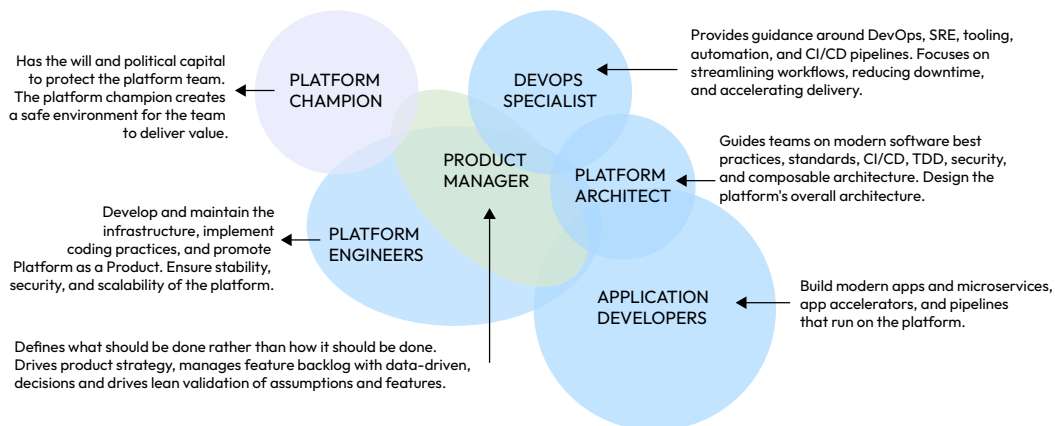 Has the will and political capital
to protect the platform team.
The platform champion creates
a safe environment for the team
to deliver value.
PLATFORM
CHAMPION
DEVOPS
SPECIALIST
Provides guidance around DevOps, SRE, tooling,
automation, and CI/CD pipelines. Focuses on
streamlining workflows, reducing downtime,
and accelerating delivery.
PRODUCT
MANAGER
PLATFORM
ARCHITECT
Guides teams on modern software best
practices, standards, CI/CD, TDD, security,
and composable architecture. Design the
platform's overall architecture.
Develop and maintain the
infrastructure, implement
coding practices, and promote
Platform as a Product. Ensure stability,
security, and scalability of the platform.
PLATFORM
ENGINEERS
APPLICATION
DEVELOPERS
Build modern apps and microservices,
app accelerators, and pipelines
that run on the platform.
Defines what should be done rather than how it should be done.
Drives product strategy, manages feature backlog with data-driven,
decisions and drives lean validation of assumptions and features.